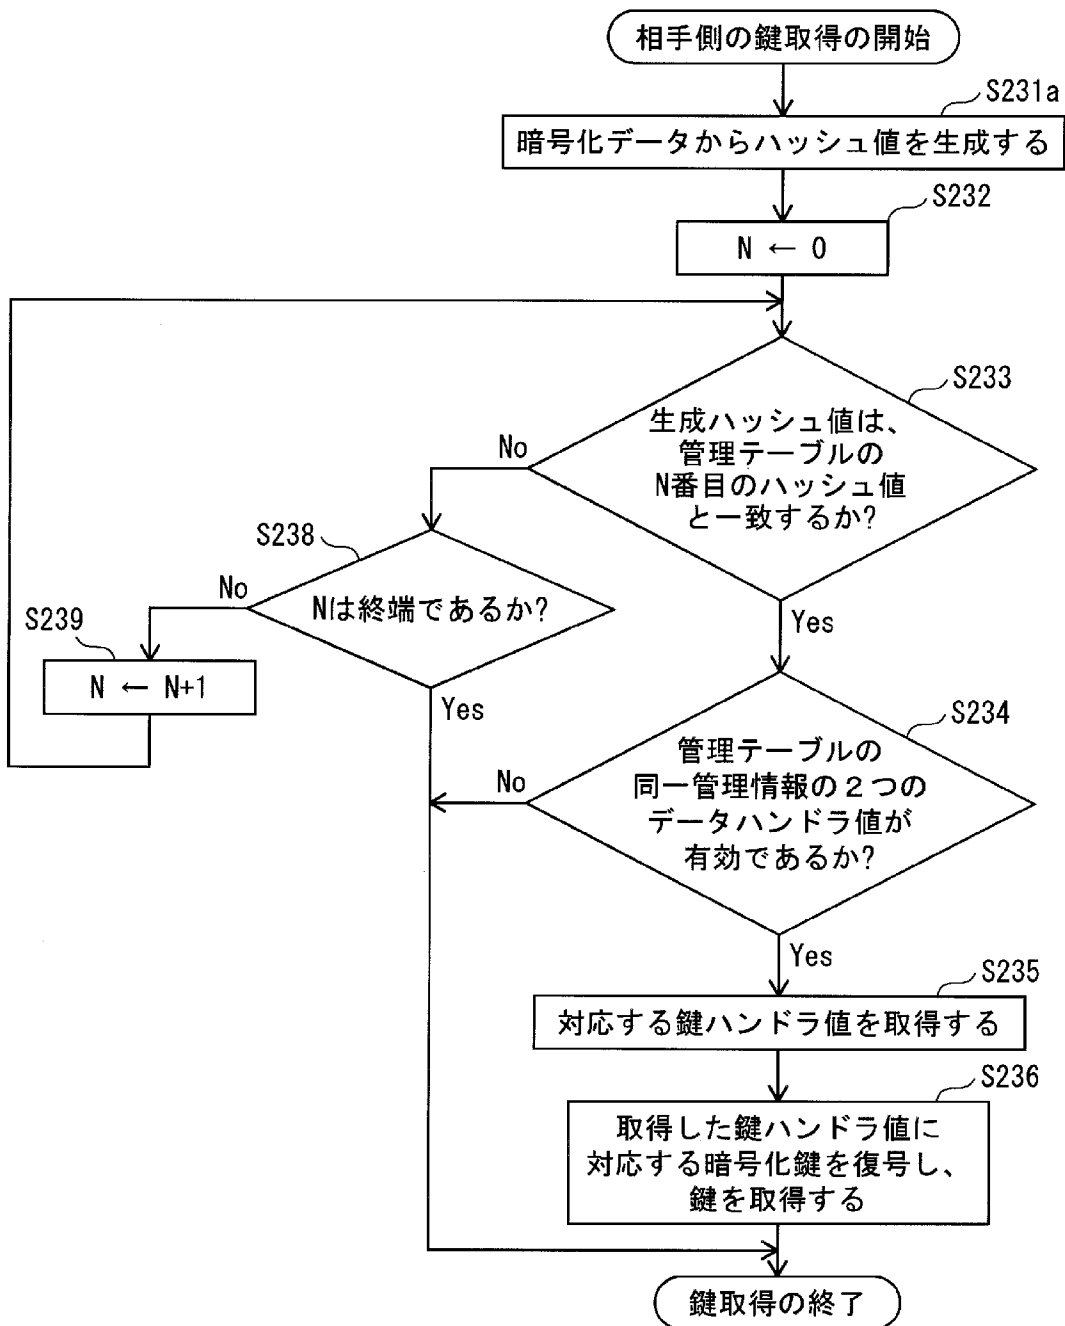 相手側の鍵取得の開始
S231a
暗号化データからハッシュ値を生成する
S232
N ← 0
S233
生成ハッシュ値は、
管理テーブルの
N番目のハッシュ値
と一致するか?
No
Yes
S238
Nは終端であるか?
No
Yes
S239
N ← N+1
S234
管理テーブルの
同一管理情報の２つの
データハンドラ値が
有効であるか?
No
Yes
S235
対応する鍵ハンドラ値を取得する
S236
取得した鍵ハンドラ値に
対応する暗号化鍵を復号し、
鍵を取得する
鍵取得の終了